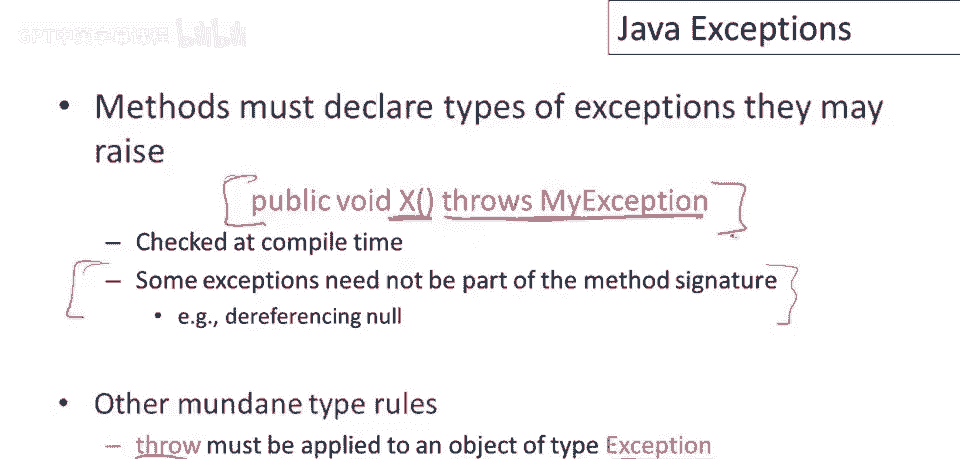 Java Exceptions
• Methods must declare types of exceptions they may
raise
public void X() throws MyException
– Checked at compile time
– Some exceptions need not be part of the method signature
• e.g., dereferencing null
• Other mundane type rules
– throw must be applied to an object of type Exception